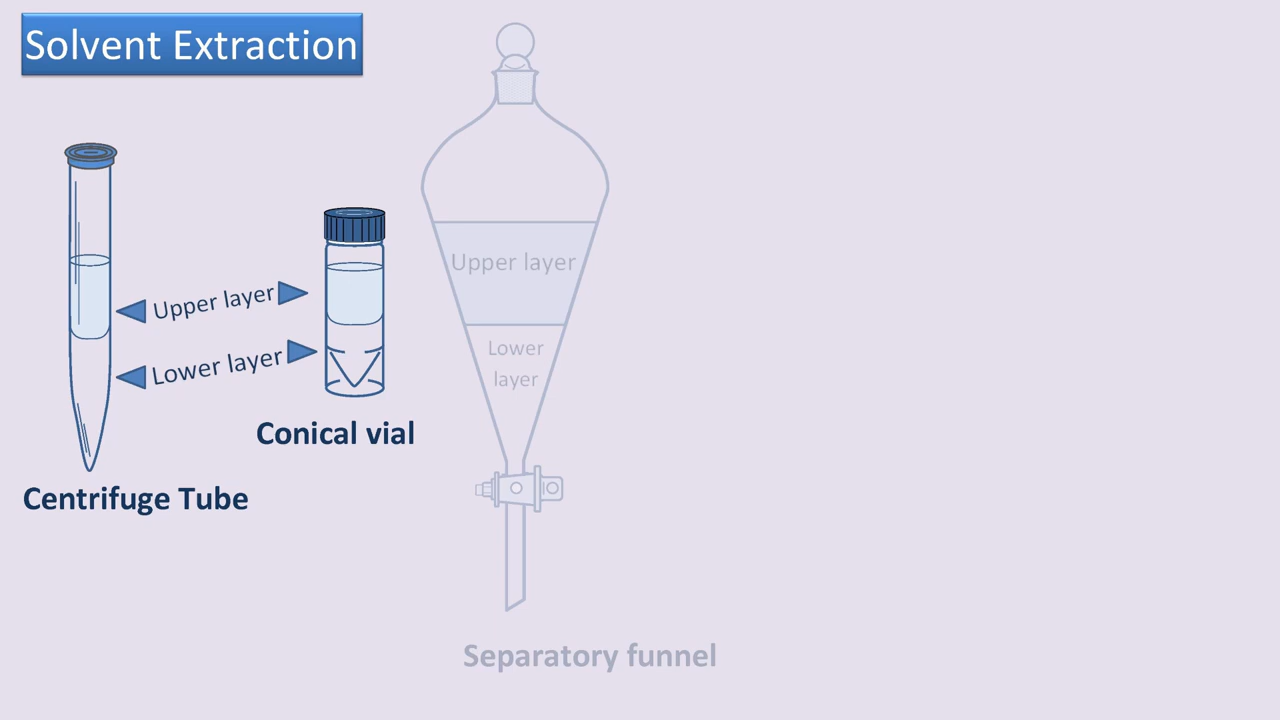 Solvent Extraction
Upper layer
Lower layer
Conical vial
Centrifuge Tube
Upper layer
Lower
layer
Separatory funnel